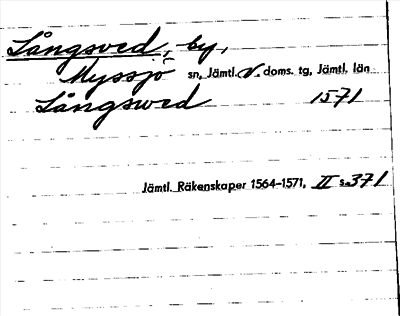 Långsved, by,
Myssjö sn, Jämtl. V. doms. tg, Jämtl. län
Långswed 1571
Jämtl. Räkenskaper 1564-1571, II s. 371